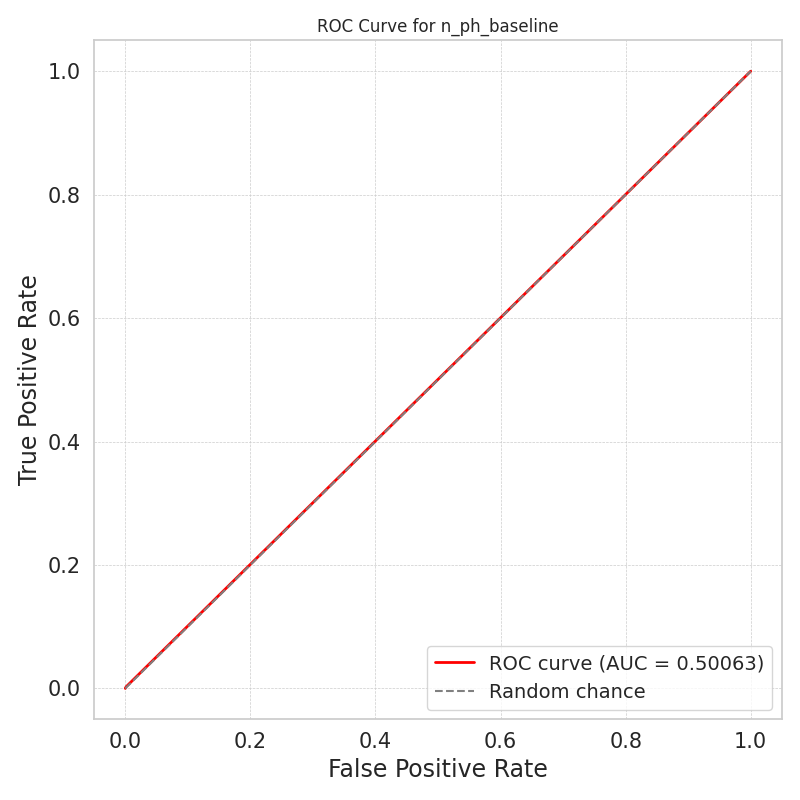 ROC Curve for n_ph_baseline
1.0
0.8
0.6
0.4
0.2
0.0
True Positive Rate
ROC curve (AUC = 0.50063)
Random chance
0.0 0.2 0.4 0.6 0.8 1.0
False Positive Rate